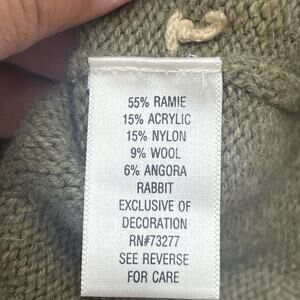 55% RAMIE
15% ACRYLIC
15% NYLON
9% WOOL
6% ANGORA
RABBIT
EXCLUSIVE OF
DECORATION
RN#73277
SEE REVERSE
FOR CARE